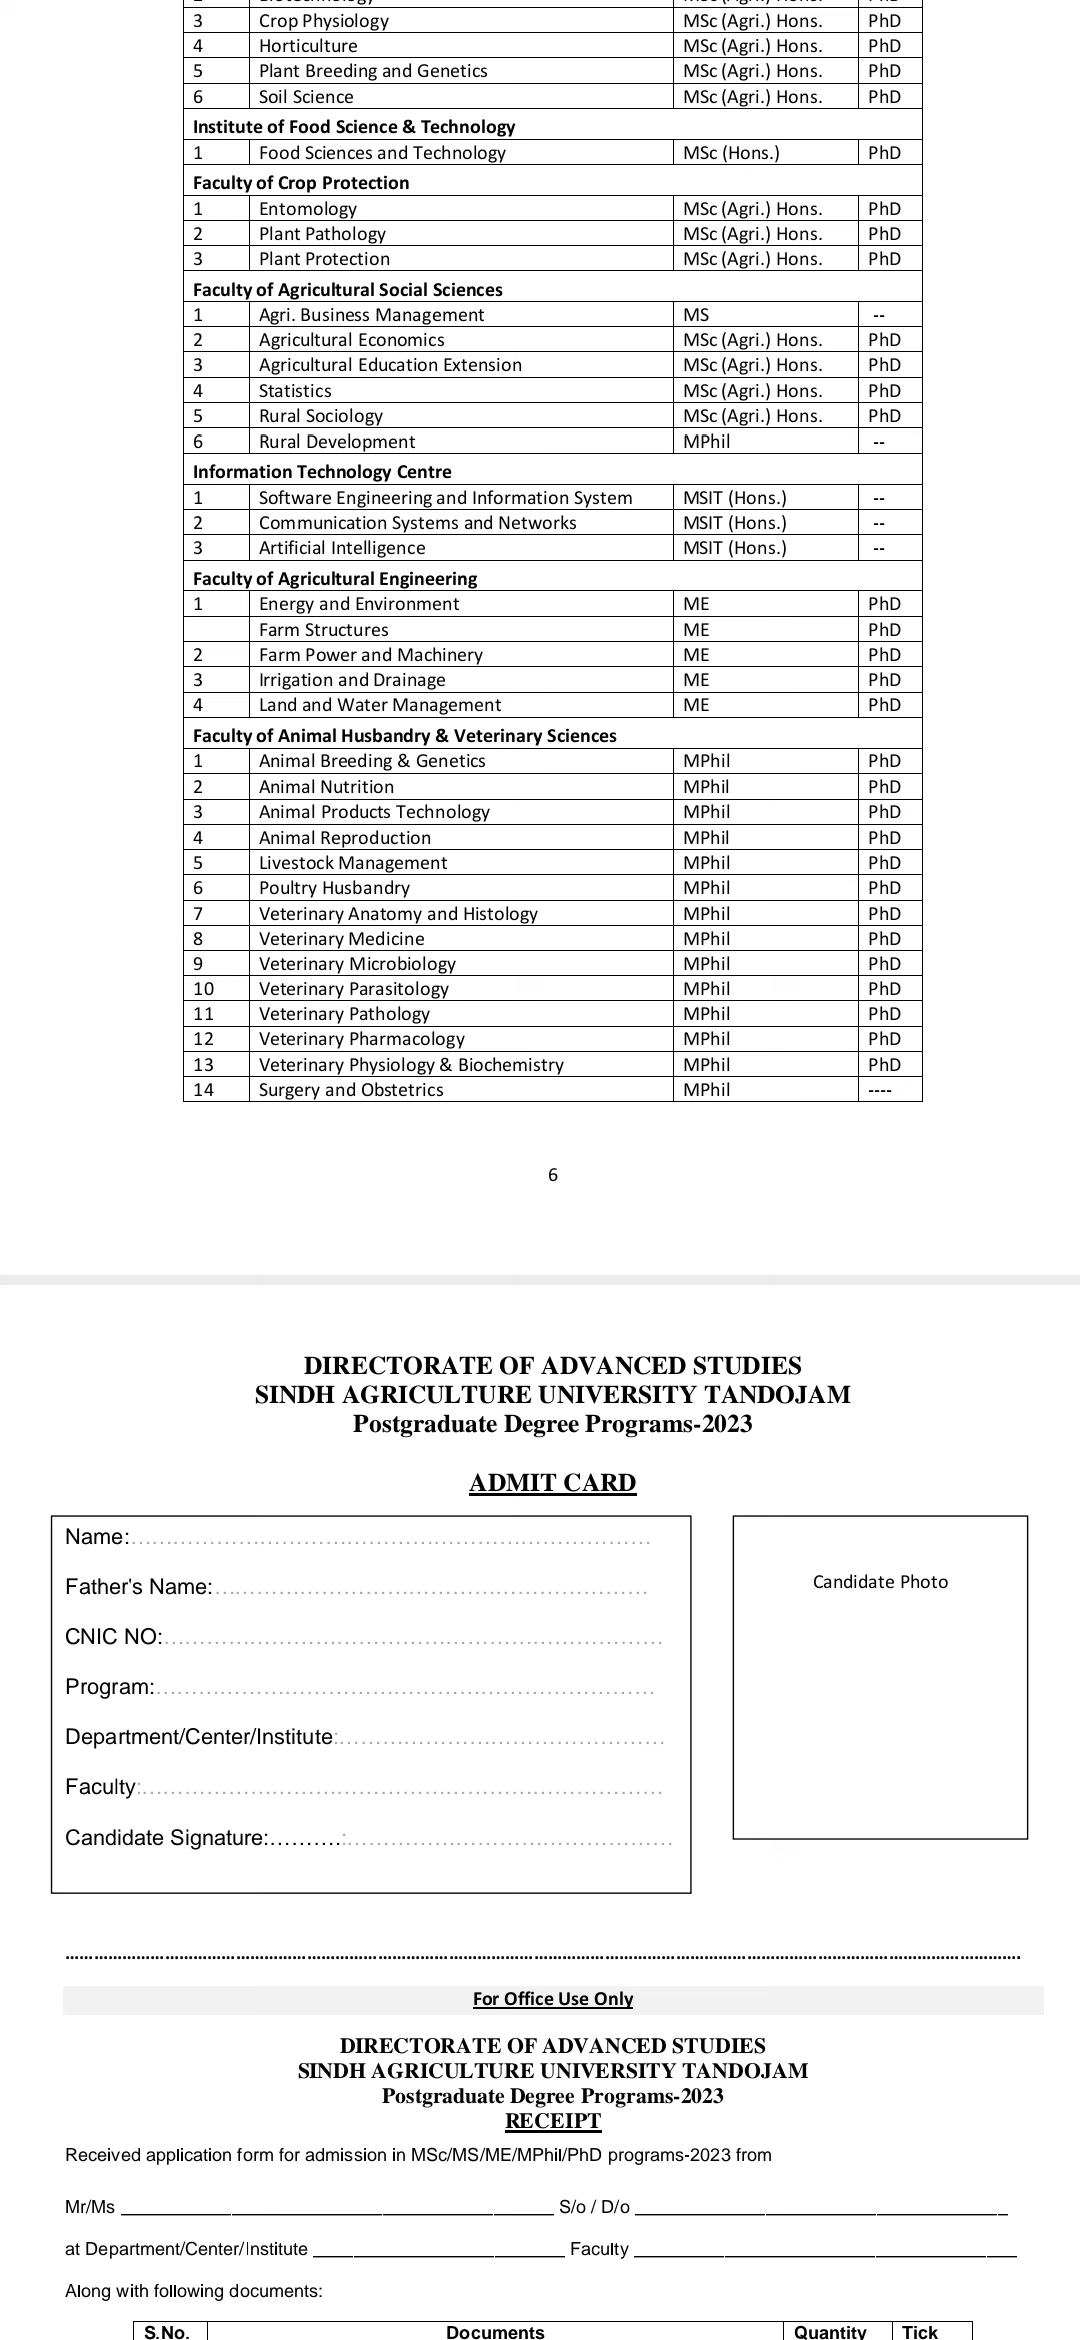 2 Biotechnology MSc (Agri.) Hons. PhD
3 Crop Physiology MSc (Agri.) Hons. PhD
4 Horticulture MSc (Agri.) Hons. PhD
5 Plant Breeding and Genetics MSc (Agri.) Hons. PhD
6 Soil Science MSc (Agri.) Hons. PhD
Institute of Food Science & Technology
1 Food Sciences and Technology MSc (Hons.) PhD
Faculty of Crop Protection
1 Entomology MSc (Agri.) Hons. PhD
2 Plant Pathology MSc (Agri.) Hons. PhD
3 Plant Protection MSc (Agri.) Hons. PhD
Faculty of Agricultural Social Sciences
1 Agri. Business Management MS --
2 Agricultural Economics MSc (Agri.) Hons. PhD
3 Agricultural Education Extension MSc (Agri.) Hons. PhD
4 Statistics MSc (Agri.) Hons. PhD
5 Rural Sociology MSc (Agri.) Hons. PhD
6 Rural Development MPhil --
Information Technology Centre
1 Software Engineering and Information System MSIT (Hons.) --
2 Communication Systems and Networks MSIT (Hons.) --
3 Artificial Intelligence MSIT (Hons.) --
Faculty of Agricultural Engineering
1 Energy and Environment ME PhD
Farm Structures ME PhD
2 Farm Power and Machinery ME PhD
3 Irrigation and Drainage ME PhD
4 Land and Water Management ME PhD
Faculty of Animal Husbandry & Veterinary Sciences
1 Animal Breeding & Genetics MPhil PhD
2 Animal Nutrition MPhil PhD
3 Animal Products Technology MPhil PhD
4 Animal Reproduction MPhil PhD
5 Livestock Management MPhil PhD
6 Poultry Husbandry MPhil PhD
7 Veterinary Anatomy and Histology MPhil PhD
8 Veterinary Medicine MPhil PhD
9 Veterinary Microbiology MPhil PhD
10 Veterinary Parasitology MPhil PhD
11 Veterinary Pathology MPhil PhD
12 Veterinary Pharmacology MPhil PhD
13 Veterinary Physiology & Biochemistry MPhil PhD
14 Surgery and Obstetrics MPhil ----
6
DIRECTORATE OF ADVANCED STUDIES
SINDH AGRICULTURE UNIVERSITY TANDOJAM
Postgraduate Degree Programs-2023
ADMIT CARD
Name:
Candidate Photo
Father's Name:
CNIC NO:
Program:
Department/Center/Institute:
Faculty:
Candidate Signature:
For Office Use Only
DIRECTORATE OF ADVANCED STUDIES
SINDH AGRICULTURE UNIVERSITY TANDOJAM
Postgraduate Degree Programs-2023
RECEIPT
Received application form for admission in MSc/MS/ME/MPhil/PhD programs-2023 from
Mr/Ms S/o / D/o
at Department/Center/Institute Faculty
Along with following documents:
S.No. Documents Quantity Tick